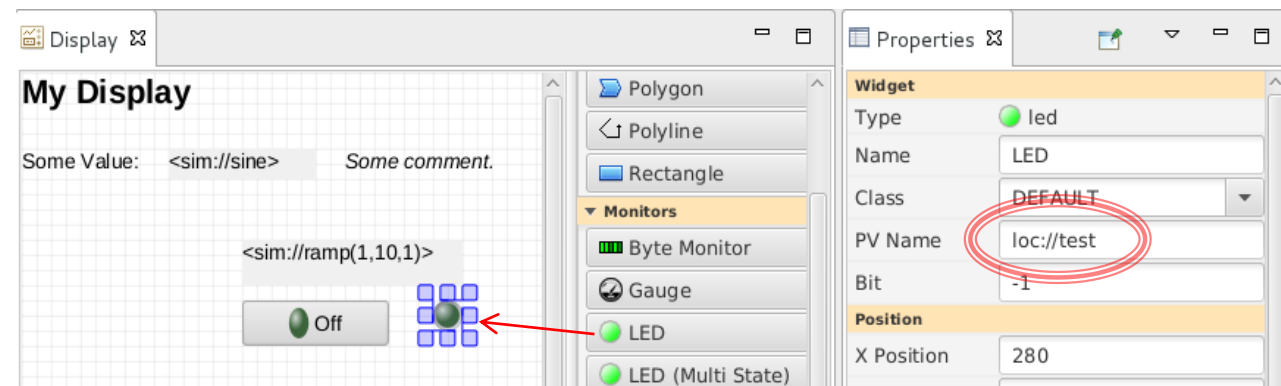 Display
My Display
Some Value: <sim://sine> Some comment.
<sim://ramp(1,10,1)>
Off
Polygon
Polyline
Rectangle
Monitors
Byte Monitor
Gauge
LED
LED (Multi State)
Properties
Widget
Type led
Name LED
Class DEFAULT
PV Name loc://test
Bit -1
Position
X Position 280